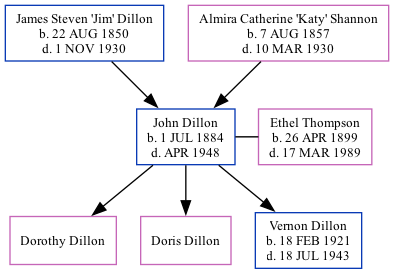 James Steven 'Jim' Dillon
b. 22 AUG 1850
d. 1 NOV 1930
Almira Catherine 'Katy' Shannon
b. 7 AUG 1857
d. 10 MAR 1930
John Dillon
b. 1 JUL 1884
d. APR 1948
Ethel Thompson
b. 26 APR 1899
d. 17 MAR 1989
Dorothy Dillon
Doris Dillon
Vernon Dillon
b. 18 FEB 1921
d. 18 JUL 1943